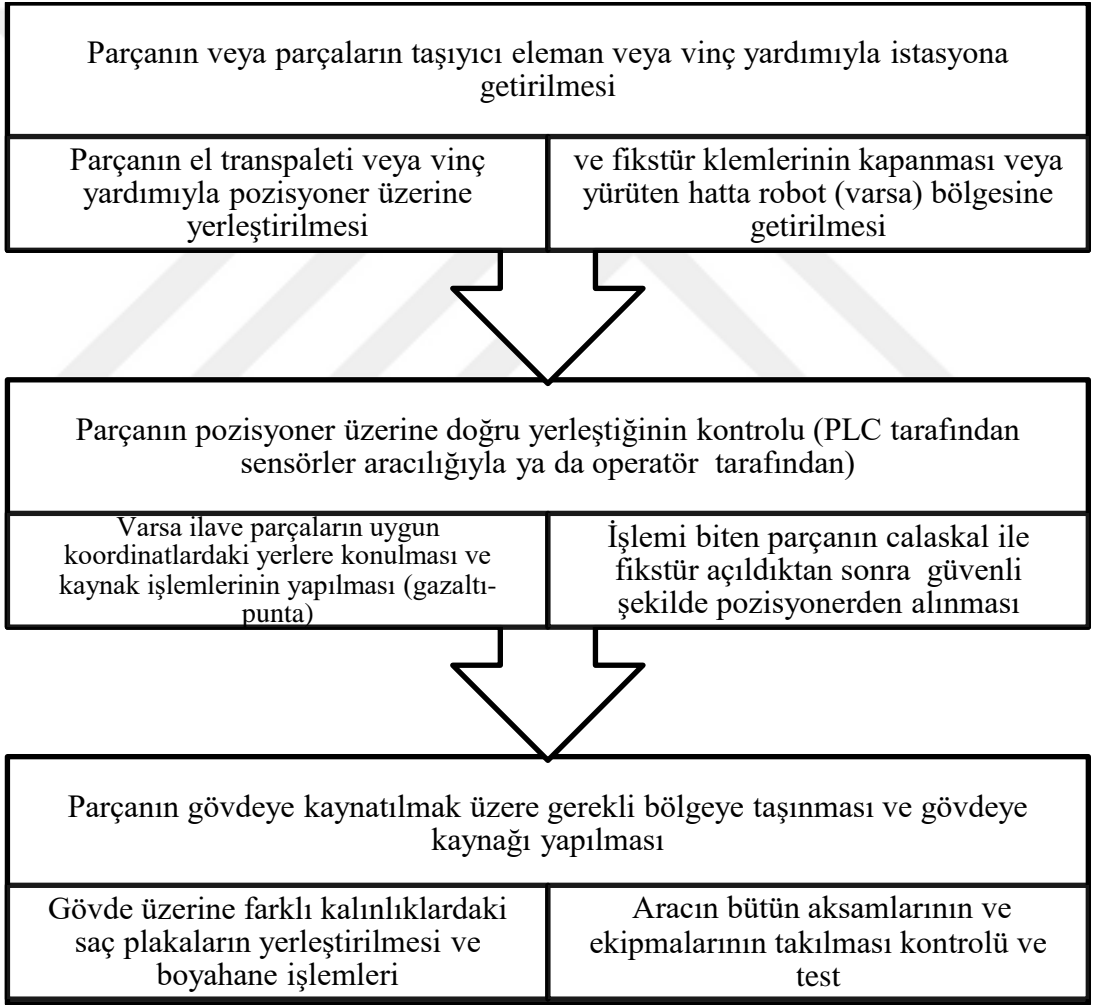 Parçanın veya parçaların taşıyıcı eleman veya vinç yardımıyla istasyona
getirilmesi
Parçanın el transpaleti veya vinç
yardımıyla pozisyoner üzerine
yerleştirilmesi
ve fikstür klemlerinin kapanması veya
yürüten hatta robot (varsa) bölgesine
getirilmesi
Parçanın pozisyoner üzerine doğru yerleştiğinin kontrolu (PLC tarafından
sensörler aracılığıyla ya da operatör tarafından)
Varsa ilave parçaların uygun
koordinatlardaki yerlere konulması ve
kaynak işlemlerinin yapılması (gazaltı-
punta)
İşlemi biten parçanın calaskal ile
fikstür açıldıktan sonra güvenli
şekilde pozisyonerden alınması
Parçanın gövdeye kaynatılmak üzere gerekli bölgeye taşınması ve gövdeye
kaynağı yapılması
Gövde üzerine farklı kalınlıklardaki
saç plakaların yerleştirilmesi ve
boyahane işlemleri
Aracın bütün aksamlarının ve
ekipmalarının takılması kontrolü ve
test